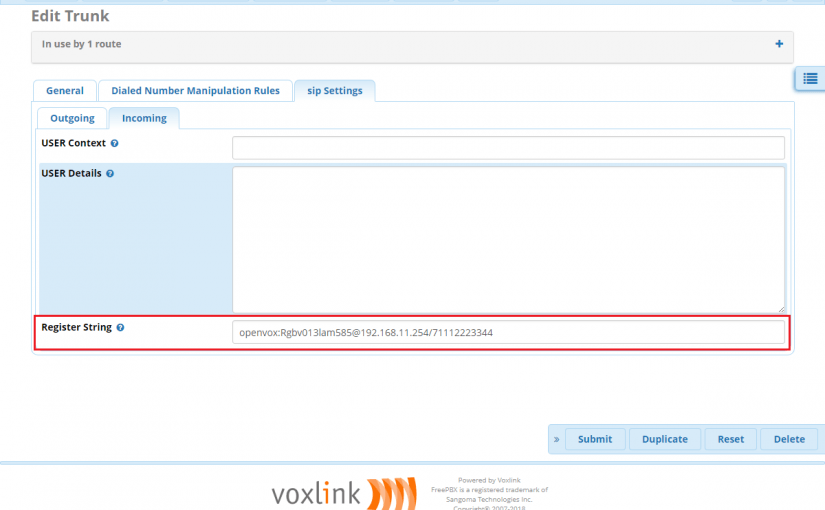 Edit Trunk
In use by 1 route
General
Dialed Number Manipulation Rules
sip Settings
Outgoing
Incoming
USER Context
USER Details
Register String
openvox:Rgbv013lam585@192.168.11.254/71112223344
» Submit Duplicate Reset Delete
voxlink
Powered by Voxlink
FreePBX is a registered trademark of
Sangoma Technologies Inc.
Copyright© 2007-2018